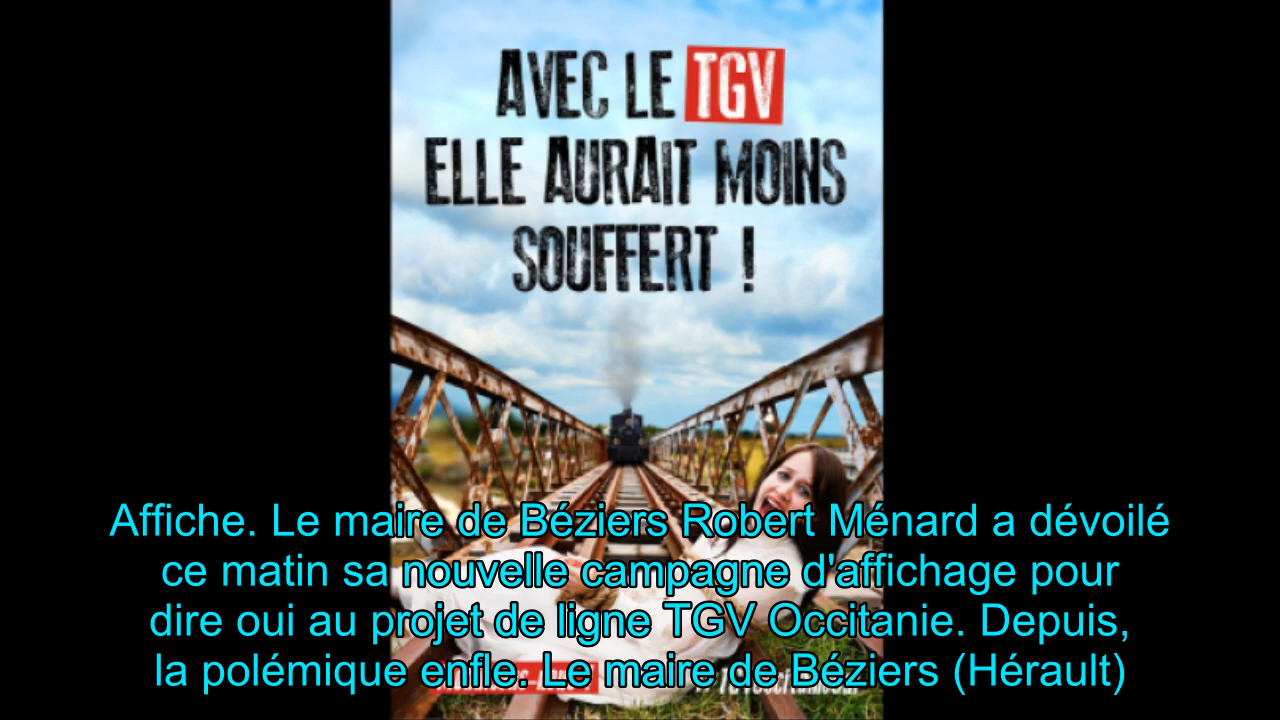 AVEC LE TGV
ELLE AURAIT MOINS
SOUFFERT !
Affiche. Le maire de Béziers Robert Ménard a dévoilé
ce matin sa nouvelle campagne d'affichage pour
dire oui au projet de ligne TGV Occitanie. Depuis,
la polémique enfle. Le maire de Béziers (Hérault)